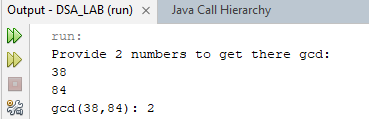 Output - DSA_LAB (run) × Java Call Hierarchy
run:
Provide 2 numbers to get there gcd:
38
84
gcd(38,84): 2